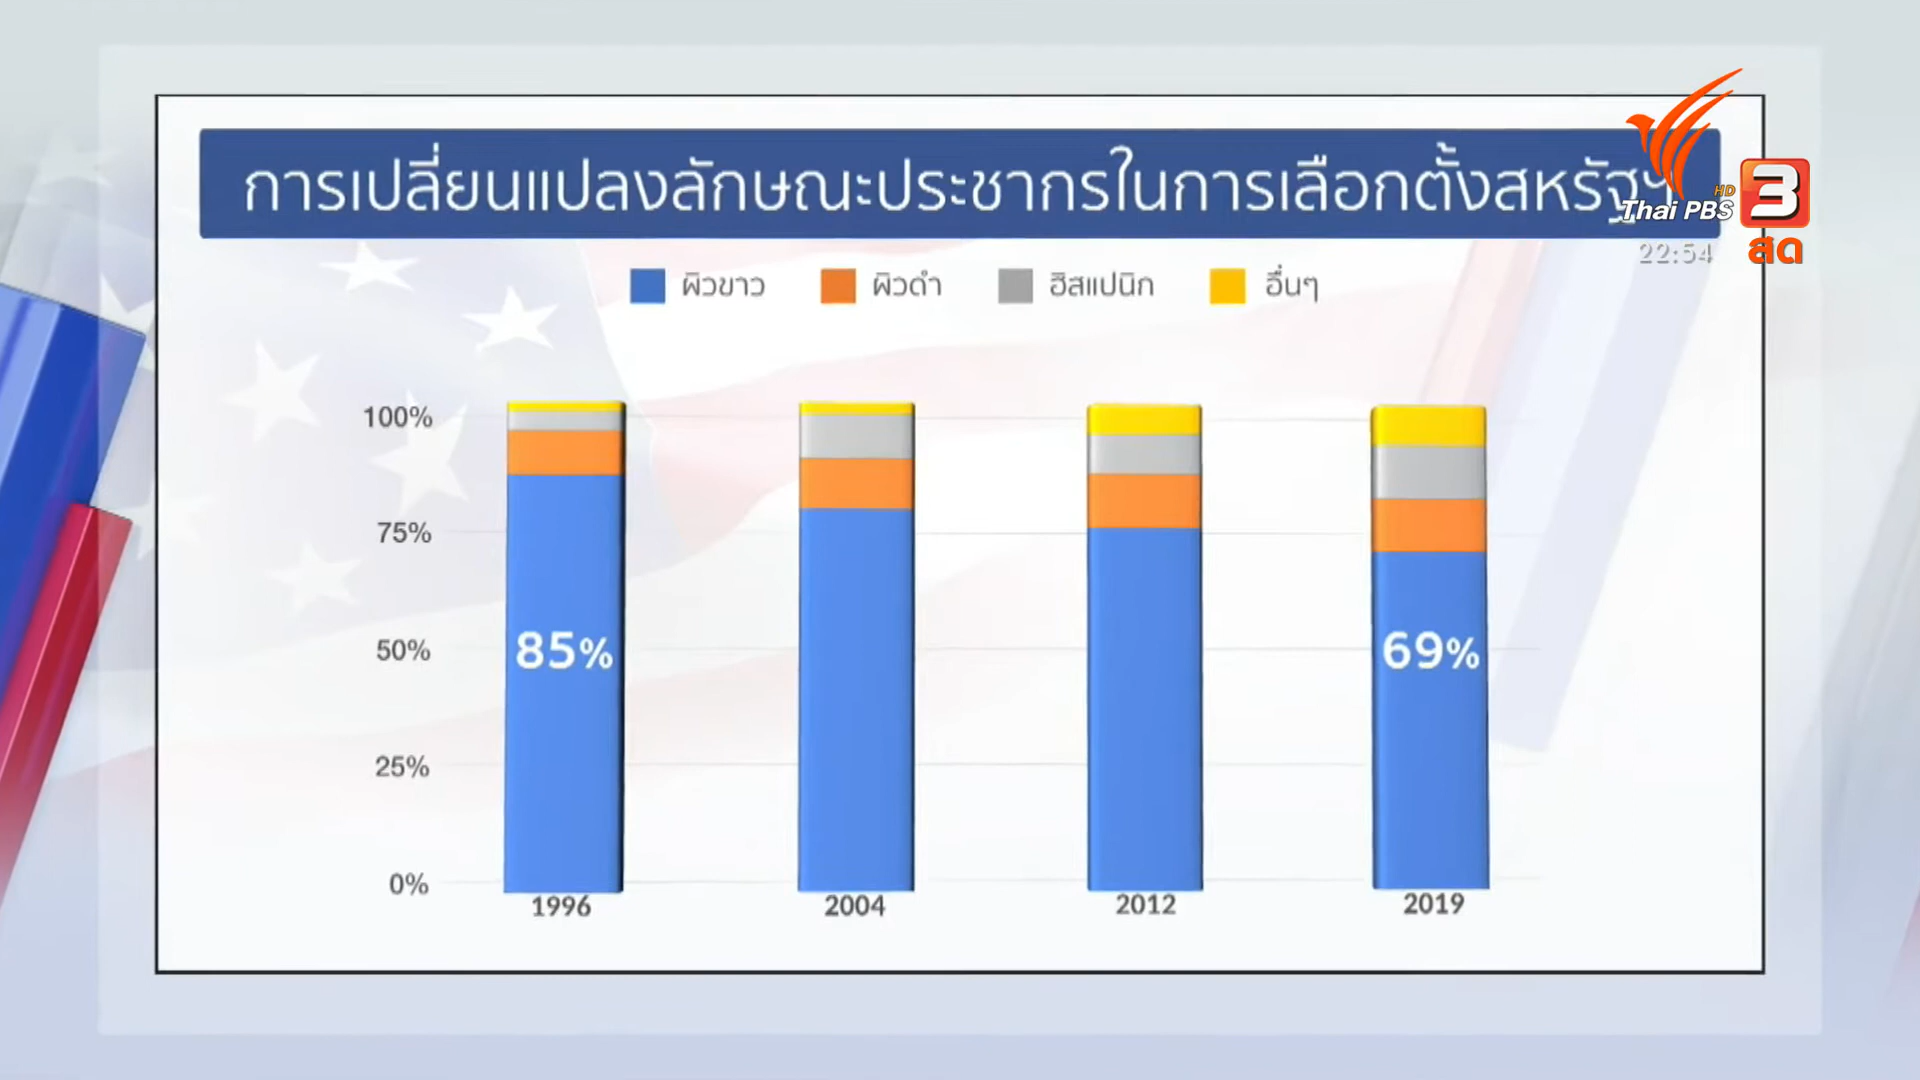 การเปลี่ยนแปลงลักษณะประชากรในการเลือกตั้งสหรัฐฯ
HD
Thai PBS 3
22:54 สด
ผิวขาว ผิวดำ ฮิสแปนิก อื่นๆ
100%
75%
50%
25%
0%
85% 69%
1996 2004 2012 2019